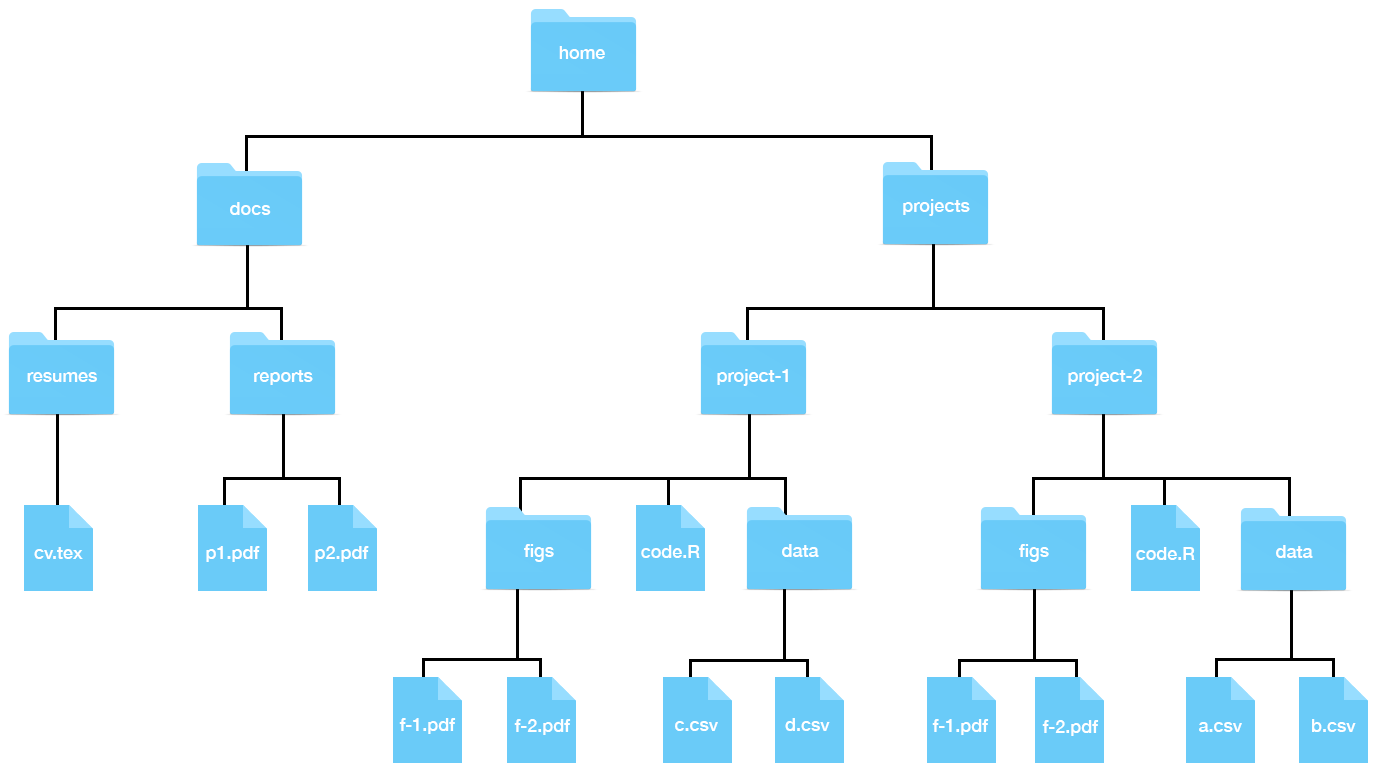 home
docs
projects
resumes
reports
project-1
project-2
cv.tex
p1.pdf
p2.pdf
figs
code.R
data
figs
code.R
data
f-1.pdf
f-2.pdf
c.csv
d.csv
f-1.pdf
f-2.pdf
a.csv
b.csv